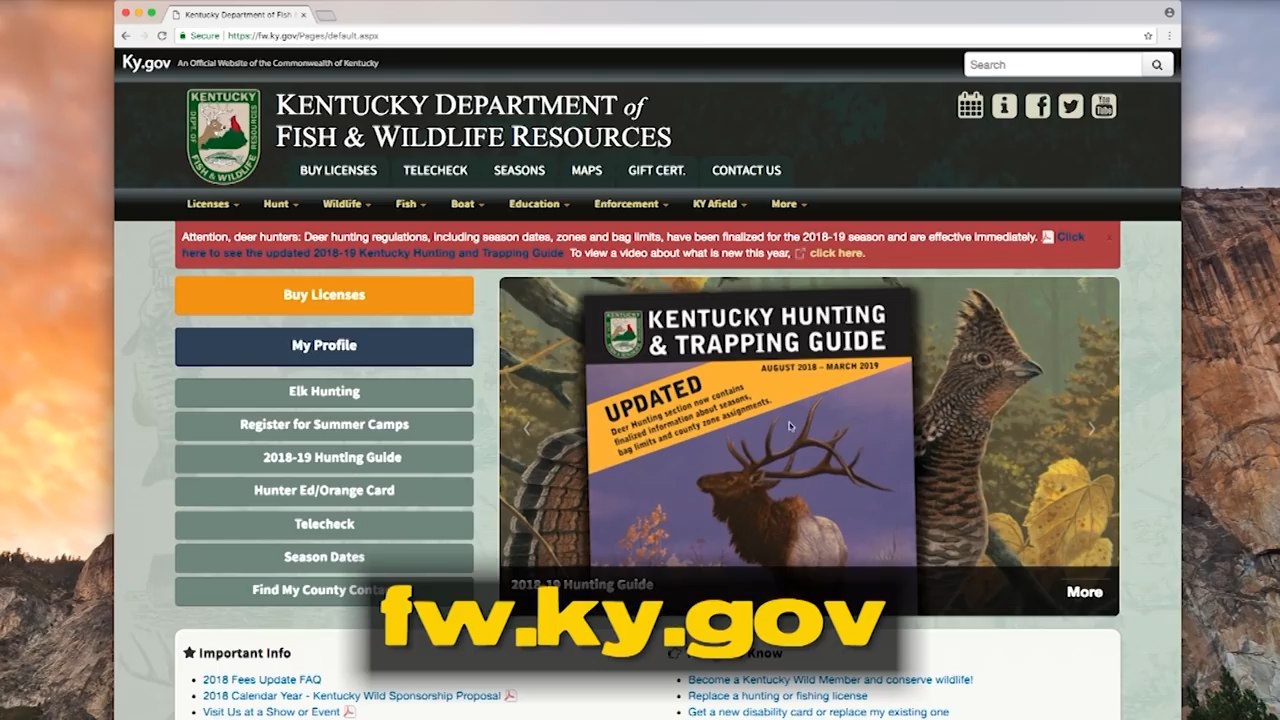 Kentucky Department of Fish &
Secure
https://fw.ky.gov/Pages/default.aspx
Ky.gov An Official Website of the Commonwealth of Kentucky
Search
KENTUCKY
DEPT. OF
RESOURCES
FISH & WILDLIFE
KENTUCKY DEPARTMENT of
FISH & WILDLIFE RESOURCES
You
Tube
BUY LICENSES TELECHECK SEASONS MAPS GIFT CERT. CONTACT US
Licenses Hunt Wildlife Fish Boat Education Enforcement KY Afield More
Attention, deer hunters: Deer hunting regulations, including season dates, zones and bag limits, have been finalized for the 2018-19 season and are effective immediately. Click
here to see the updated 2018-19 Kentucky Hunting and Trapping Guide To view a video about what is new this year, click here.
Buy Licenses
My Profile
Elk Hunting
Register for Summer Camps
2018-19 Hunting Guide
Hunter Ed/Orange Card
Telecheck
Season Dates
Find My County
KENTUCKY
KENTUCKY HUNTING
& TRAPPING GUIDE
AUGUST 2018 – MARCH 2019
UPDATED
Deer Hunting section now contains
finalized information about seasons,
bag limits and county zone assignments.
2018-19 Hunting Guide
More
fw.ky.gov
Important Info
2018 Fees Update FAQ
2018 Calendar Year - Kentucky Wild Sponsorship Proposal
Visit Us at a Show or Event
Know
Become a Kentucky Wild Member and conserve wildlife!
Replace a hunting or fishing license
Get a new disability card or replace my existing one